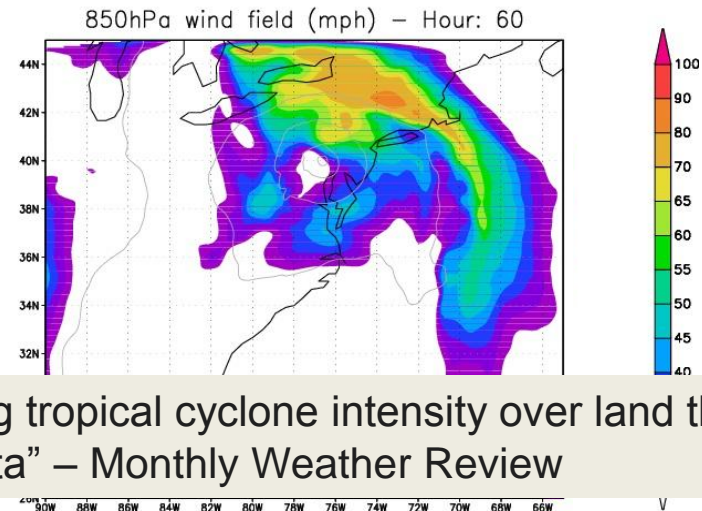 850hPa wind field (mph) – Hour: 60
44N
42N
40N
38N
36N
34N
32N
100
90
80
70
65
60
55
50
45
40
tropical cyclone intensity over land
– Monthly Weather Review
90W 88W 86W 84W 82W 80W 78W 76W 74W 72W 70W 68W 66W